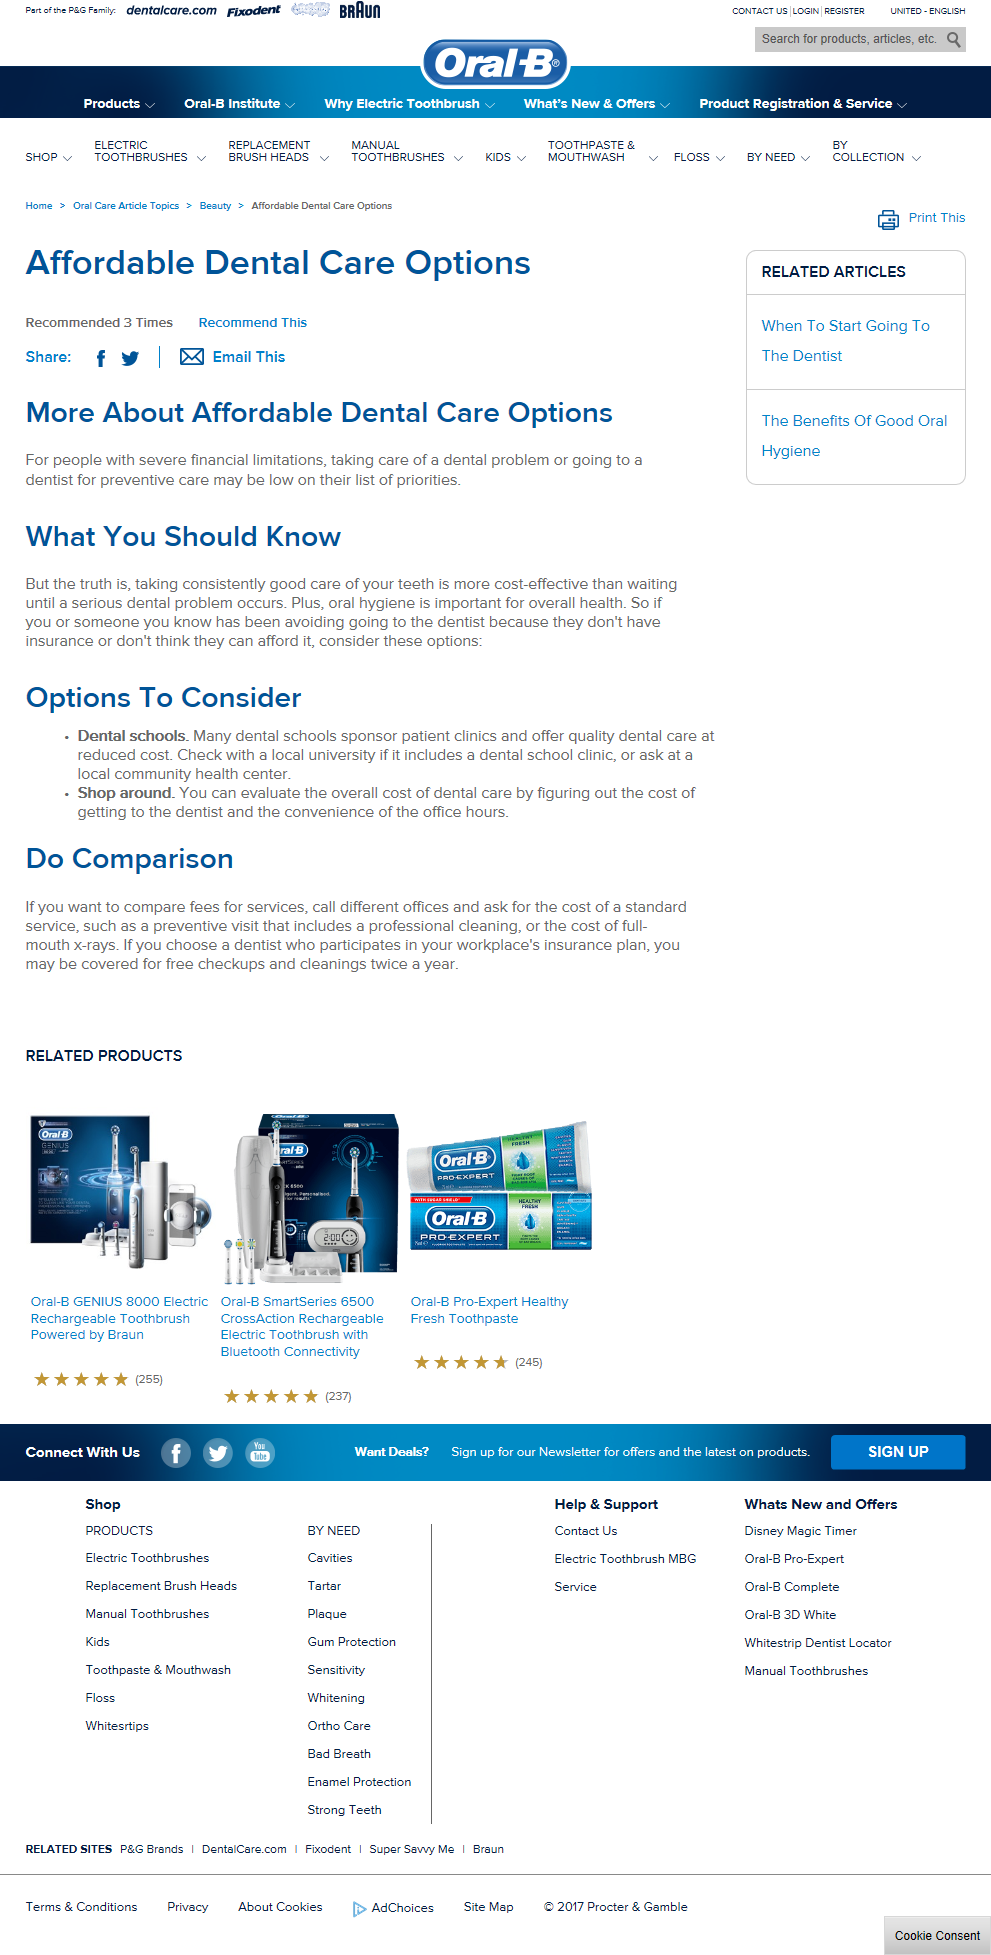 Part of the P&G Family: dentalcare.com Fixodent BRAUN
CONTACT US | LOGIN | REGISTER UNITED - ENGLISH
Search for products, articles, etc.
Oral-B®
Products Oral-B Institute Why Electric Toothbrush What's New & Offers Product Registration & Service
SHOP ELECTRIC TOOTHBRUSHES REPLACEMENT BRUSH HEADS MANUAL TOOTHBRUSHES KIDS TOOTHPASTE & MOUTHWASH FLOSS BY NEED BY COLLECTION
Home > Oral Care Article Topics > Beauty > Affordable Dental Care Options
Print This
Affordable Dental Care Options
Recommended 3 Times Recommend This
Share: Email This
RELATED ARTICLES
When To Start Going To
The Dentist
The Benefits Of Good Oral
Hygiene
More About Affordable Dental Care Options
For people with severe financial limitations, taking care of a dental problem or going to a
dentist for preventive care may be low on their list of priorities.
What You Should Know
But the truth is, taking consistently good care of your teeth is more cost-effective than waiting
until a serious dental problem occurs. Plus, oral hygiene is important for overall health. So if
you or someone you know has been avoiding going to the dentist because they don't have
insurance or don't think they can afford it, consider these options:
Options To Consider
• Dental schools. Many dental schools sponsor patient clinics and offer quality dental care at
reduced cost. Check with a local university if it includes a dental school clinic, or ask at a
local community health center.
• Shop around. You can evaluate the overall cost of dental care by figuring out the cost of
getting to the dentist and the convenience of the office hours.
Do Comparison
If you want to compare fees for services, call different offices and ask for the cost of a standard
service, such as a preventive visit that includes a professional cleaning, or the cost of full-
mouth x-rays. If you choose a dentist who participates in your workplace's insurance plan, you
may be covered for free checkups and cleanings twice a year.
RELATED PRODUCTS
Oral-B
GENIUS
Oral-B
6500
2:00
Oral-B
PRO-EXPERT
HEALTHY
FRESH
Oral-B
PRO-EXPERT
HEALTHY
FRESH
Oral-B GENIUS 8000 Electric
Rechargeable Toothbrush
Powered by Braun
(255)
Oral-B SmartSeries 6500
CrossAction Rechargeable
Electric Toothbrush with
Bluetooth Connectivity
(237)
Oral-B Pro-Expert Healthy
Fresh Toothpaste
(245)
Connect With Us You Tube Want Deals? Sign up for our Newsletter for offers and the latest on products. SIGN UP
Shop
PRODUCTS
Electric Toothbrushes
Replacement Brush Heads
Manual Toothbrushes
Kids
Toothpaste & Mouthwash
Floss
Whitesrtips
BY NEED
Cavities
Tartar
Plaque
Gum Protection
Sensitivity
Whitening
Ortho Care
Bad Breath
Enamel Protection
Strong Teeth
Help & Support
Contact Us
Electric Toothbrush MBG
Service
Whats New and Offers
Disney Magic Timer
Oral-B Pro-Expert
Oral-B Complete
Oral-B 3D White
Whitestrip Dentist Locator
Manual Toothbrushes
RELATED SITES P&G Brands | DentalCare.com | Fixodent | Super Savvy Me | Braun
Terms & Conditions Privacy About Cookies AdChoices Site Map © 2017 Procter & Gamble
Cookie Consent